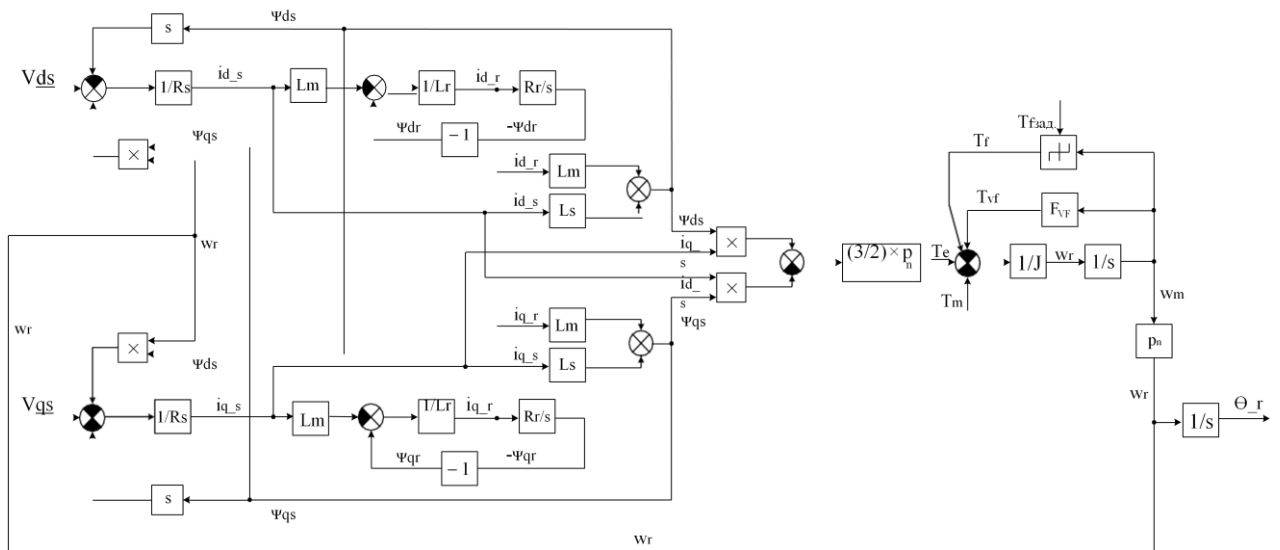 Ψds
s
Vds
1/Rs
id_s
Lm
1/Lr
id_r
Rr/s
Ψqs
×
Ψdr
– 1
-Ψdr
id_r
Lm
id_s
Ls
wr
Ψds
×
iq_
s
id_
s
×
Ψqs
(3/2)×pn
Te
Tm
Tfзад.
Tf
Tvf
FVF
1/J
wr
1/s
wm
pn
wr
1/s
Θ_r
wr
×
Ψds
iq_r
Lm
iq_s
Ls
Vqs
1/Rs
iq_s
Lm
1/Lr
iq_r
Rr/s
Ψqr
– 1
-Ψqr
s
Ψqs
wr